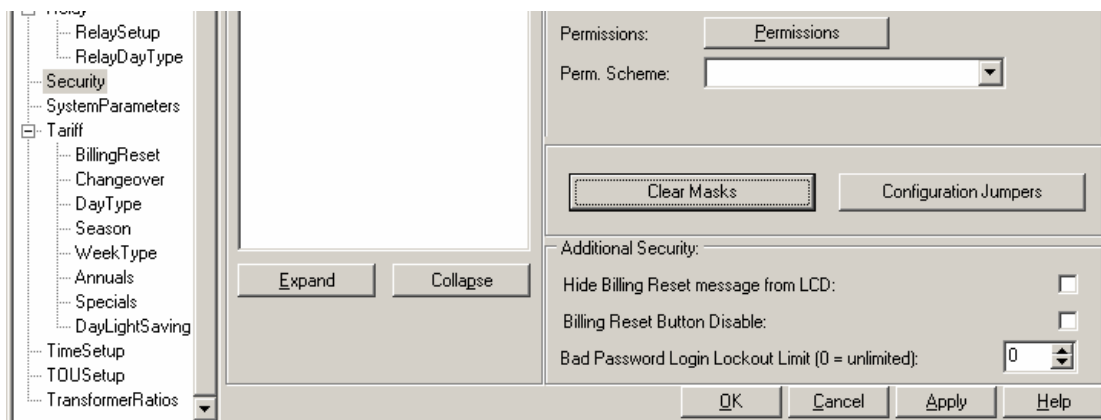 Relay
RelaySetup
RelayDayType
Security
SystemParameters
Tariff
BillingReset
Changeover
DayType
Season
WeekType
Annuals
Specials
DayLightSaving
TimeSetup
TOUSetup
TransformerRatios
Expand
Collapse
Permissions:
Permissions
Perm. Scheme:
Clear Masks
Configuration Jumpers
Additional Security:
Hide Billing Reset message from LCD:
Billing Reset Button Disable:
Bad Password Login Lockout Limit (0 = unlimited):
0
OK
Cancel
Apply
Help